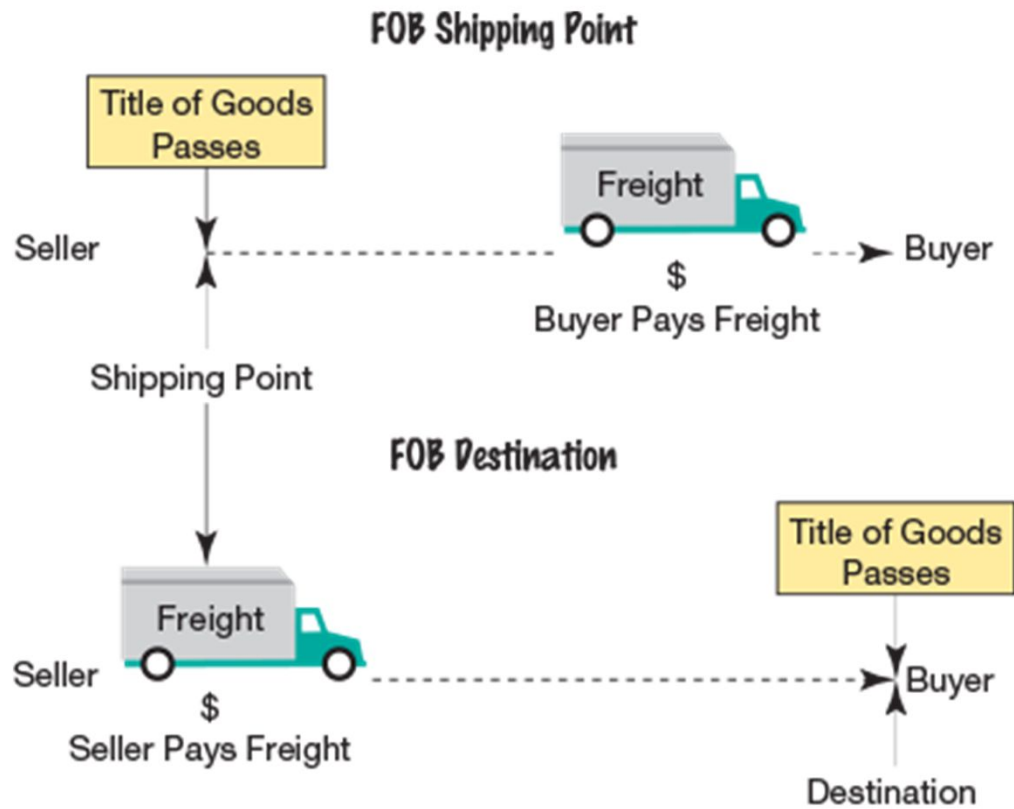 FOB Shipping Point
Title of Goods
Passes
Freight
Seller
Buyer
$
Buyer Pays Freight
Shipping Point
FOB Destination
Title of Goods
Passes
Freight
Seller
Buyer
$
Seller Pays Freight
Destination